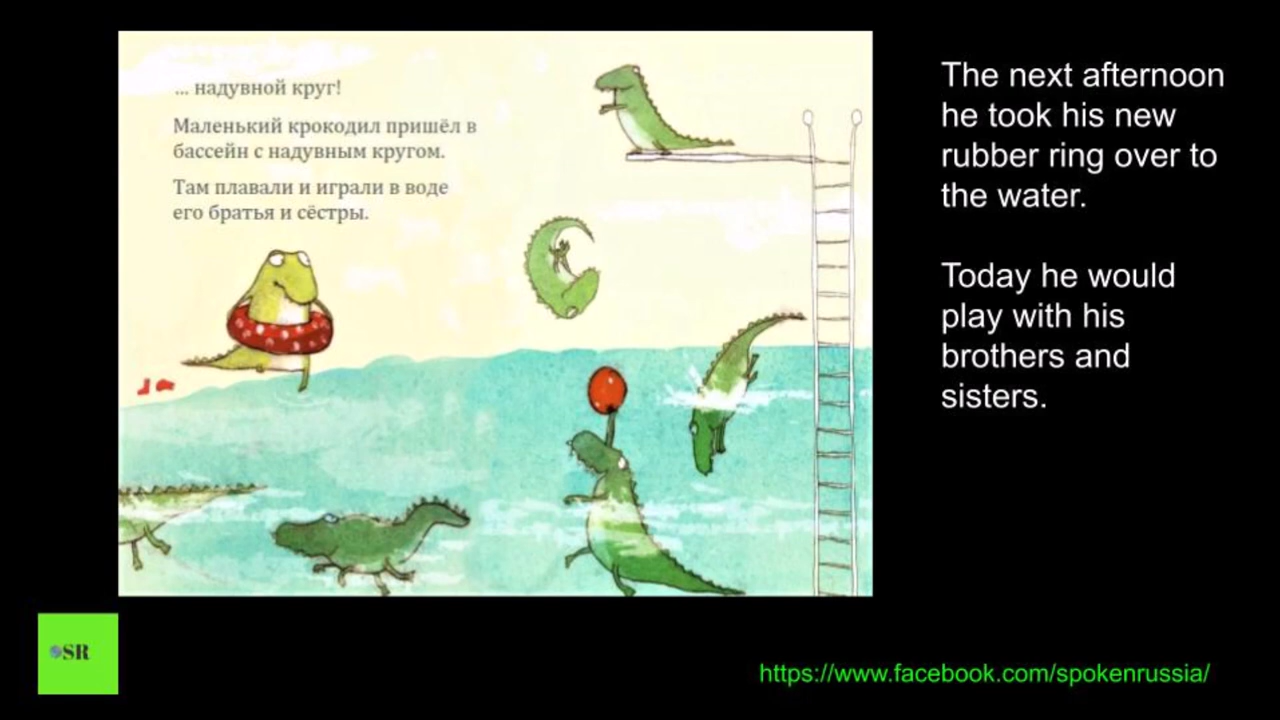 ... надувной круг!
Маленький крокодил пришёл в
бассейн с надувным кругом.
Там плавали и играли в воде
его братья и сёстры.
The next afternoon
he took his new
rubber ring over to
the water.
Today he would
play with his
brothers and
sisters.
SR
https://www.facebook.com/spokenrussia/